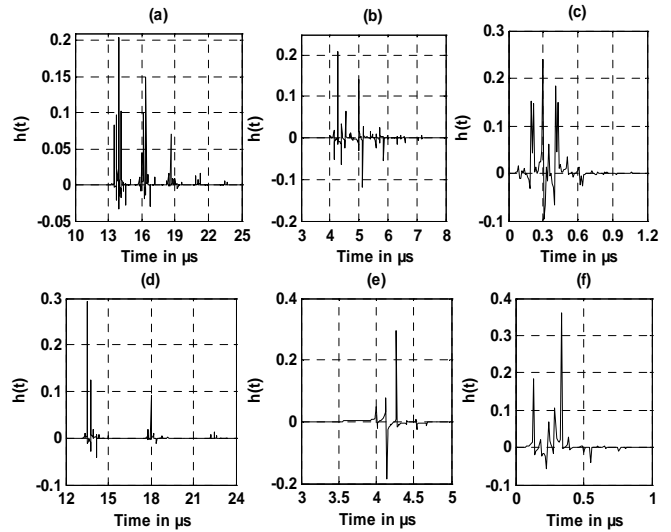 (a) (b) (c)
0.2
0.15
0.1
0.05
0
-0.05
h(t)
10 13 16 19 22 25
Time in µs
0.2
0.1
0
-0.1
-0.2
h(t)
3 4 5 6 7 8
Time in µs
0.3
0.2
0.1
0
-0.1
h(t)
0 0.3 0.6 0.9 1.2
Time in µs
(d) (e) (f)
0.3
0.2
0.1
0
-0.1
h(t)
12 14 16 18 20 22 24
Time in µs
0.4
0.2
0
-0.2
h(t)
3 3.5 4 4.5 5
Time in µs
0.4
0.3
0.2
0.1
0
-0.1
h(t)
0 0.5 1
Time in µs